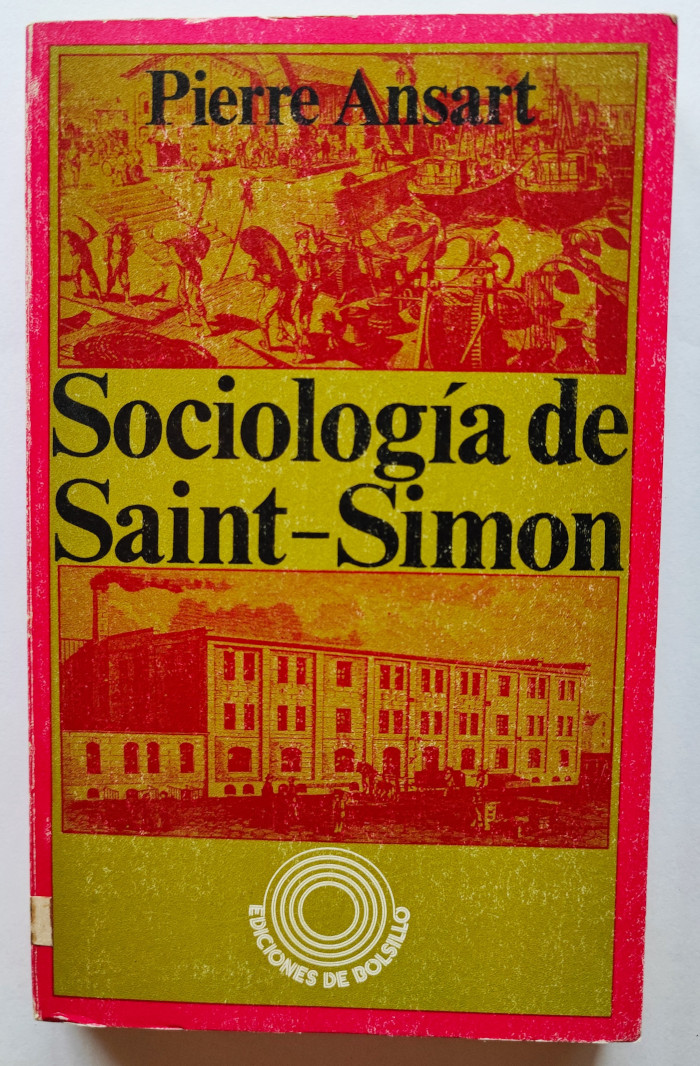 Pierre Ansart
Sociología de
Saint-Simon
EDICIONES DE BOLSILLO